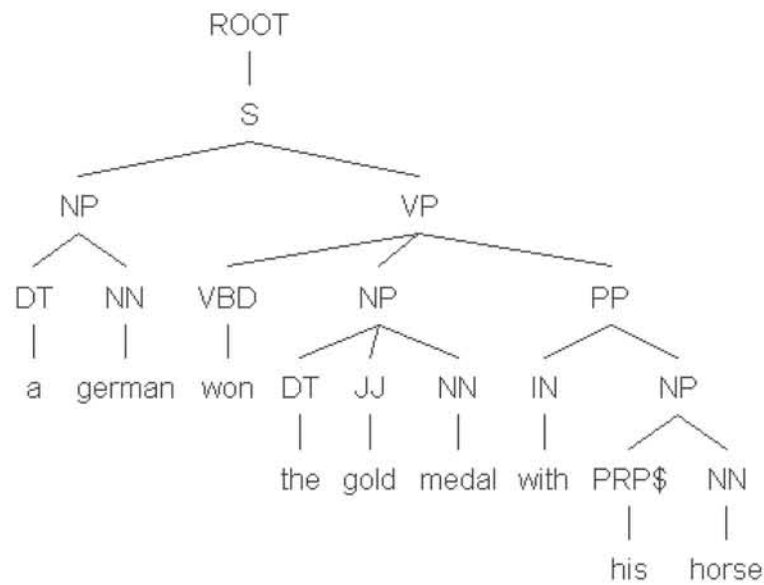 ROOT
S
NP VP
DT NN VBD NP PP
a german won DT JJ NN IN NP
the gold medal with PRP$ NN
his horse